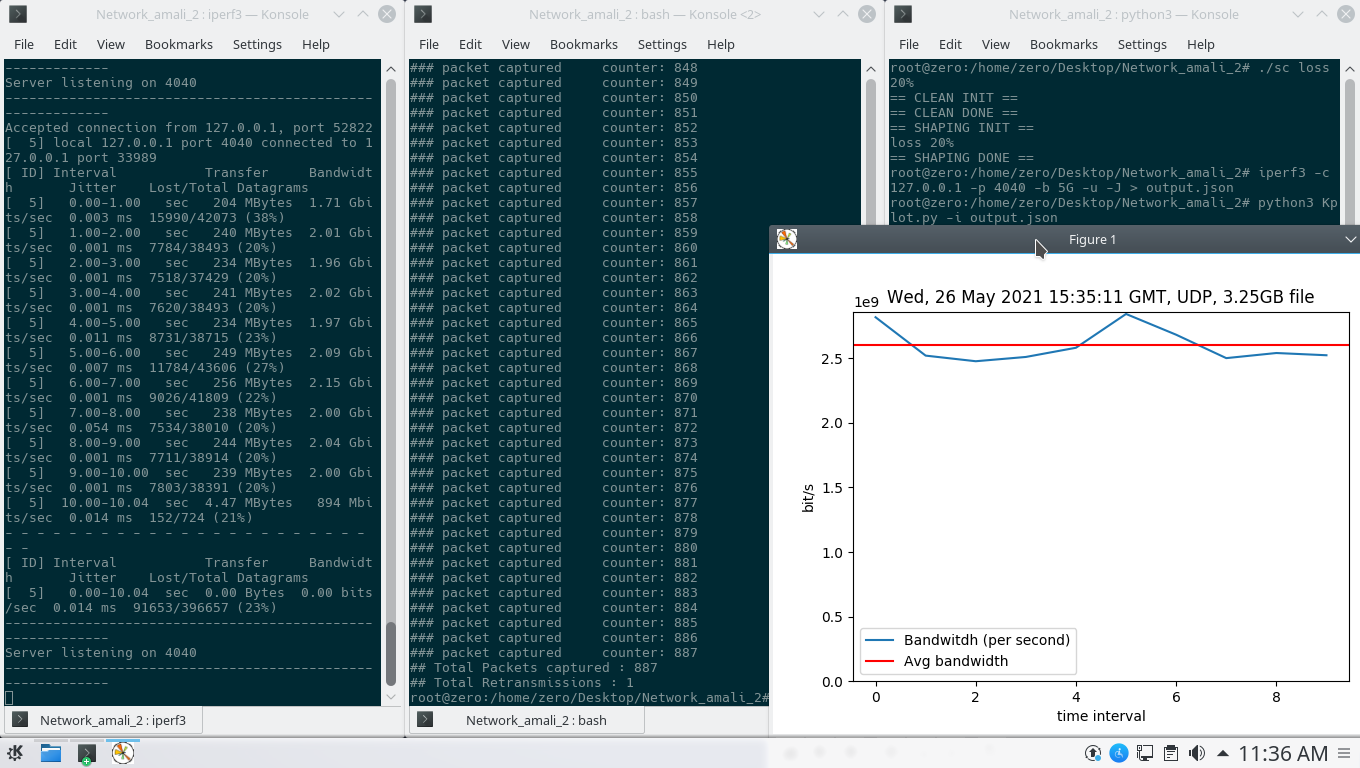 Network_amali_2 : iperf3 — Konsole
File Edit View Bookmarks Settings Help
-------------
Server listening on 4040
----------------------------------------------
-------------
Accepted connection from 127.0.0.1, port 52822
[  5] local 127.0.0.1 port 4040 connected to 1
27.0.0.1 port 33989
[ ID] Interval           Transfer     Bandwidt
h       Jitter    Lost/Total Datagrams
[  5]   0.00-1.00   sec   204 MBytes  1.71 Gbi
ts/sec  0.003 ms  15990/42073 (38%)
[  5]   1.00-2.00   sec   240 MBytes  2.01 Gbi
ts/sec  0.001 ms  7784/38493 (20%)
[  5]   2.00-3.00   sec   234 MBytes  1.96 Gbi
ts/sec  0.001 ms  7518/37429 (20%)
[  5]   3.00-4.00   sec   241 MBytes  2.02 Gbi
ts/sec  0.001 ms  7620/38493 (20%)
[  5]   4.00-5.00   sec   234 MBytes  1.97 Gbi
ts/sec  0.011 ms  8731/38715 (23%)
[  5]   5.00-6.00   sec   249 MBytes  2.09 Gbi
ts/sec  0.007 ms  11784/43606 (27%)
[  5]   6.00-7.00   sec   256 MBytes  2.15 Gbi
ts/sec  0.001 ms  9026/41809 (22%)
[  5]   7.00-8.00   sec   238 MBytes  2.00 Gbi
ts/sec  0.054 ms  7534/38010 (20%)
[  5]   8.00-9.00   sec   244 MBytes  2.04 Gbi
ts/sec  0.001 ms  7711/38914 (20%)
[  5]   9.00-10.00  sec   239 MBytes  2.00 Gbi
ts/sec  0.001 ms  7803/38391 (20%)
[  5]  10.00-10.04  sec  4.47 MBytes   894 Mbi
ts/sec  0.014 ms  152/724 (21%)
- - - - - - - - - - - - - - - - - - - - - - -
- -
[ ID] Interval           Transfer     Bandwidt
h       Jitter    Lost/Total Datagrams
[  5]   0.00-10.04  sec  0.00 Bytes  0.00 bits
/sec  0.014 ms  91653/396657 (23%)
----------------------------------------------
-------------
Server listening on 4040
----------------------------------------------
-------------
Network_amali_2 : iperf3
Network_amali_2 : bash — Konsole <2>
File Edit View Bookmarks Settings Help
### packet captured     counter: 848
### packet captured     counter: 849
### packet captured     counter: 850
### packet captured     counter: 851
### packet captured     counter: 852
### packet captured     counter: 853
### packet captured     counter: 854
### packet captured     counter: 855
### packet captured     counter: 856
### packet captured     counter: 857
### packet captured     counter: 858
### packet captured     counter: 859
### packet captured     counter: 860
### packet captured     counter: 861
### packet captured     counter: 862
### packet captured     counter: 863
### packet captured     counter: 864
### packet captured     counter: 865
### packet captured     counter: 866
### packet captured     counter: 867
### packet captured     counter: 868
### packet captured     counter: 869
### packet captured     counter: 870
### packet captured     counter: 871
### packet captured     counter: 872
### packet captured     counter: 873
### packet captured     counter: 874
### packet captured     counter: 875
### packet captured     counter: 876
### packet captured     counter: 877
### packet captured     counter: 878
### packet captured     counter: 879
### packet captured     counter: 880
### packet captured     counter: 881
### packet captured     counter: 882
### packet captured     counter: 883
### packet captured     counter: 884
### packet captured     counter: 885
### packet captured     counter: 886
### packet captured     counter: 887
## Total Packets captured : 887
## Total Retransmissions : 1
root@zero:/home/zero/Desktop/Network_amali_2#
Network_amali_2 : bash
Network_amali_2 : python3 — Konsole
File Edit View Bookmarks Settings Help
root@zero:/home/zero/Desktop/Network_amali_2# ./sc loss
20%
== CLEAN INIT ==
== CLEAN DONE ==
== SHAPING INIT ==
loss 20%
== SHAPING DONE ==
root@zero:/home/zero/Desktop/Network_amali_2# iperf3 -c
127.0.0.1 -p 4040 -b 5G -u -J > output.json
root@zero:/home/zero/Desktop/Network_amali_2# python3 Kp
lot.py -i output.json
Figure 1
1e9
Wed, 26 May 2021 15:35:11 GMT, UDP, 3.25GB file
2.5
2.0
1.5
1.0
0.5
0.0
bit/s
Bandwitdh (per second)
Avg bandwidth
0 2 4 6 8
time interval
11:36 AM